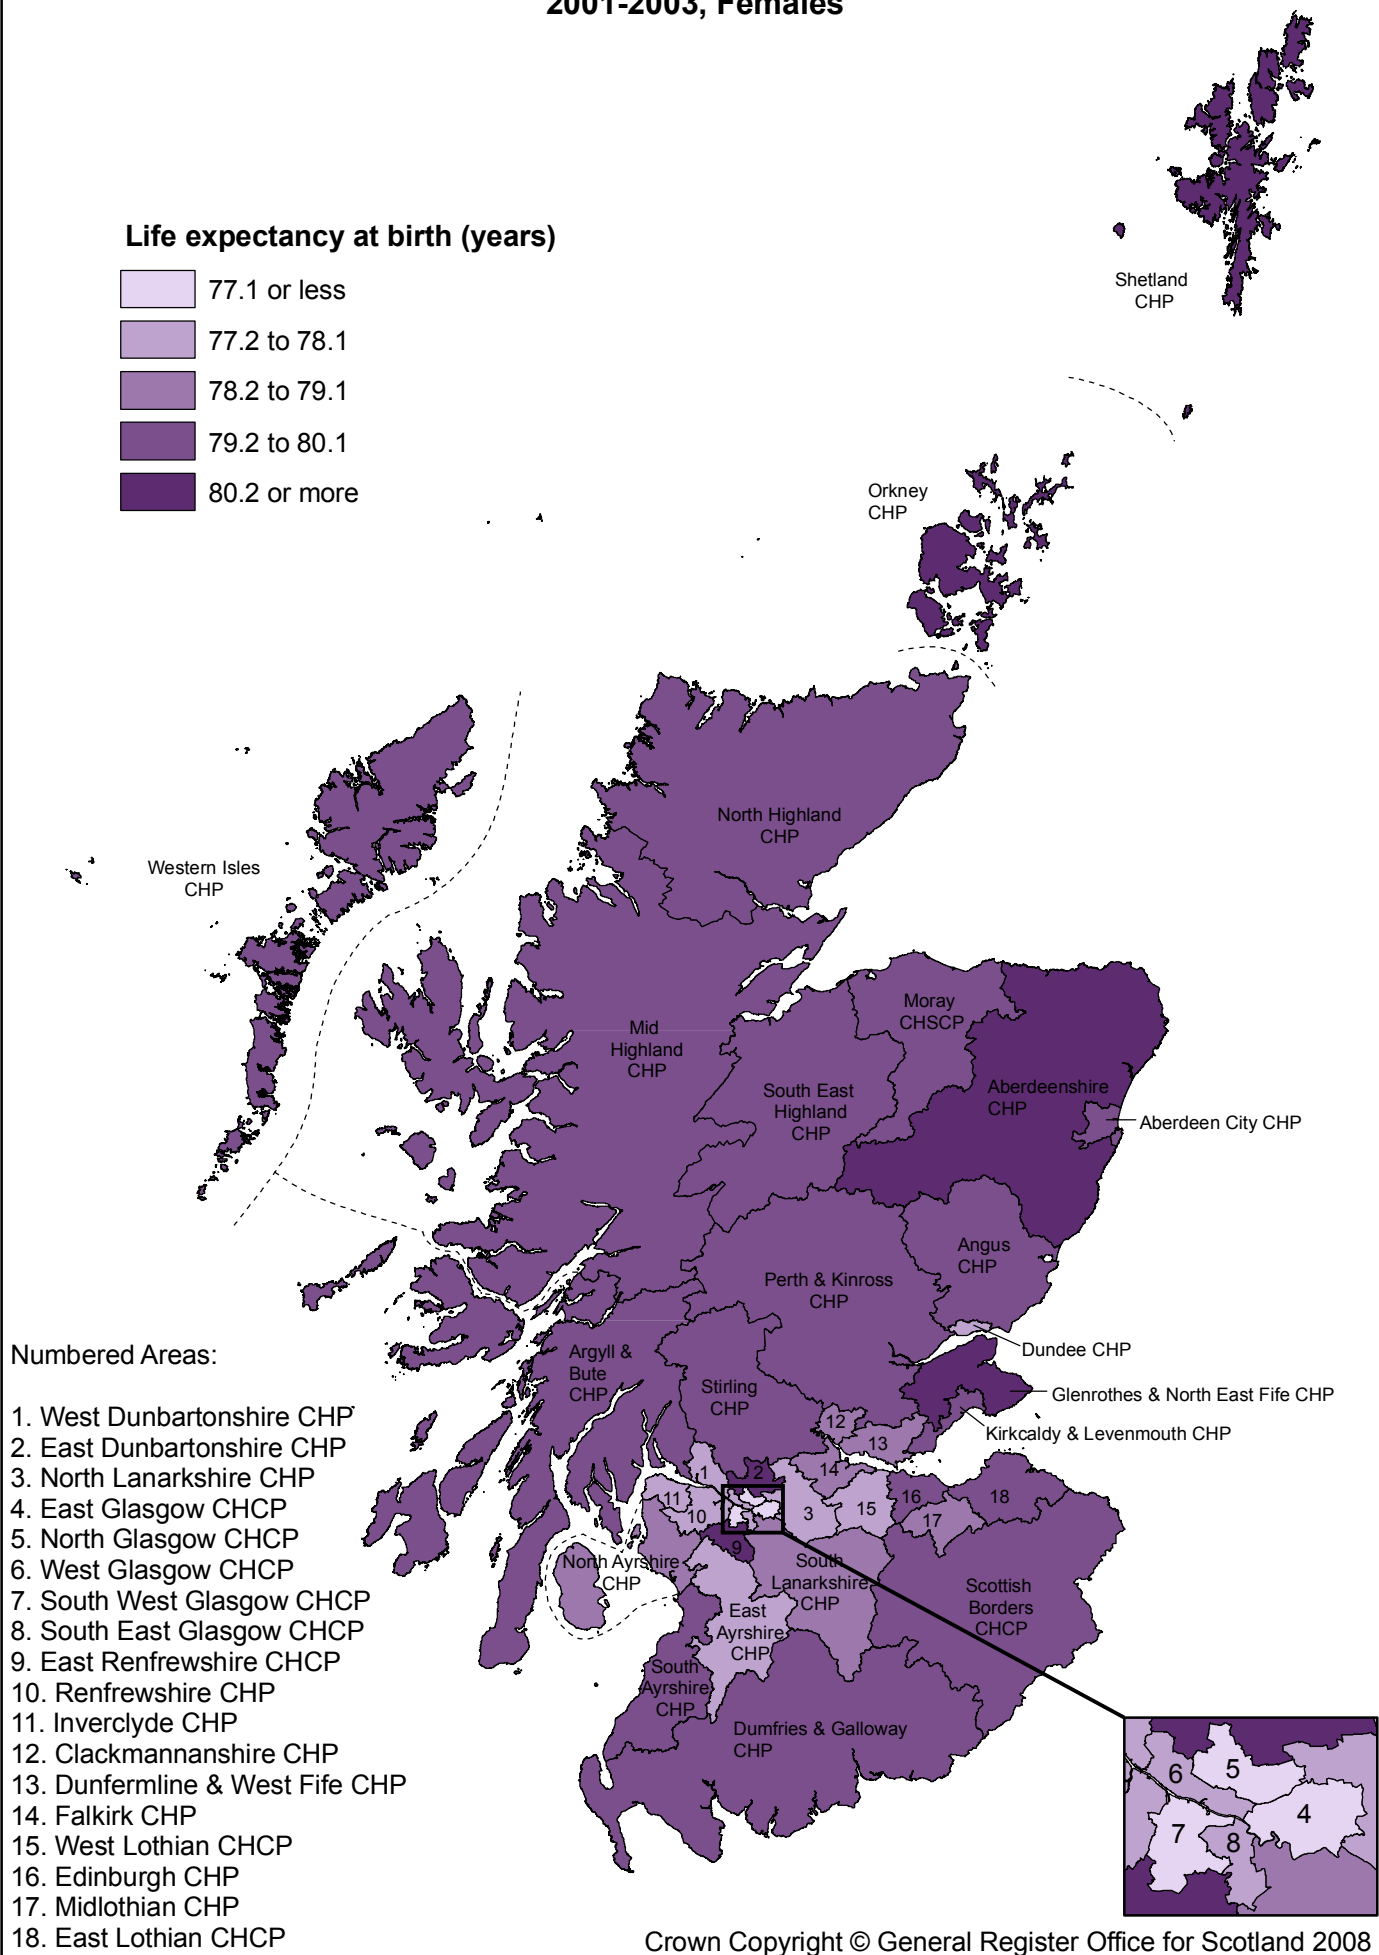 2001-2003, Females
Life expectancy at birth (years)
77.1 or less
77.2 to 78.1
78.2 to 79.1
79.2 to 80.1
80.2 or more
Shetland
CHP
Orkney
CHP
Western Isles
CHP
North Highland
CHP
Mid
Highland
CHP
South East
Highland
CHP
Moray
CHSCP
Aberdeenshire
CHP
Aberdeen City CHP
Angus
CHP
Perth & Kinross
CHP
Dundee CHP
Glenrothes & North East Fife CHP
Kirkcaldy & Levenmouth CHP
Argyll &
Bute
CHP
Stirling
CHP
12
13
1
2
14
11
10
3
15
16
17
18
9
North Ayrshire
CHP
South
Lanarkshire
CHP
East
Ayrshire
CHP
South
Ayrshire
CHP
Scottish
Borders
CHCP
Dumfries & Galloway
CHP
6
5
4
7
8
Numbered Areas:
1. West Dunbartonshire CHP
2. East Dunbartonshire CHP
3. North Lanarkshire CHP
4. East Glasgow CHCP
5. North Glasgow CHCP
6. West Glasgow CHCP
7. South West Glasgow CHCP
8. South East Glasgow CHCP
9. East Renfrewshire CHCP
10. Renfrewshire CHP
11. Inverclyde CHP
12. Clackmannanshire CHP
13. Dunfermline & West Fife CHP
14. Falkirk CHP
15. West Lothian CHCP
16. Edinburgh CHP
17. Midlothian CHP
18. East Lothian CHCP
Crown Copyright © General Register Office for Scotland 2008